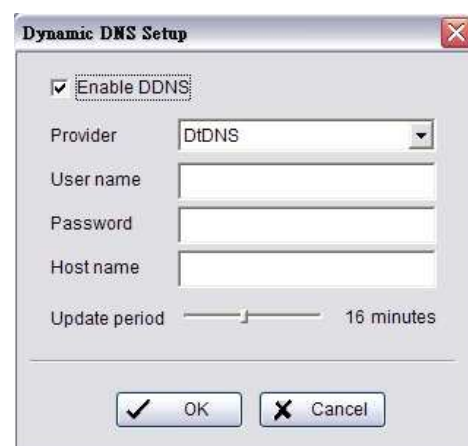 Dynamic DNS Setup
Enable DDNS
Provider DtDNS
User name
Password
Host name
Update period 16 minutes
OK Cancel